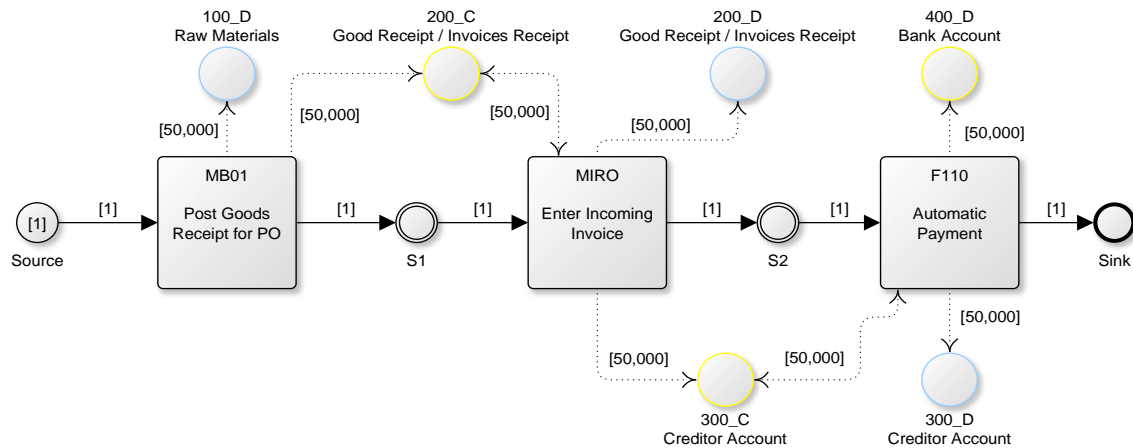 100_D
Raw Materials
200_C
Good Receipt / Invoices Receipt
200_D
Good Receipt / Invoices Receipt
400_D
Bank Account
[50,000]
[50,000]
[50,000]
[50,000]
[50,000]
MB01
Post Goods
Receipt for PO
MIRO
Enter Incoming
Invoice
F110
Automatic
Payment
[1]
Source
[1]
[1]
S1
[1]
[1]
S2
[1]
[1]
Sink
[50,000]
[50,000]
[50,000]
300_C
Creditor Account
300_D
Creditor Account